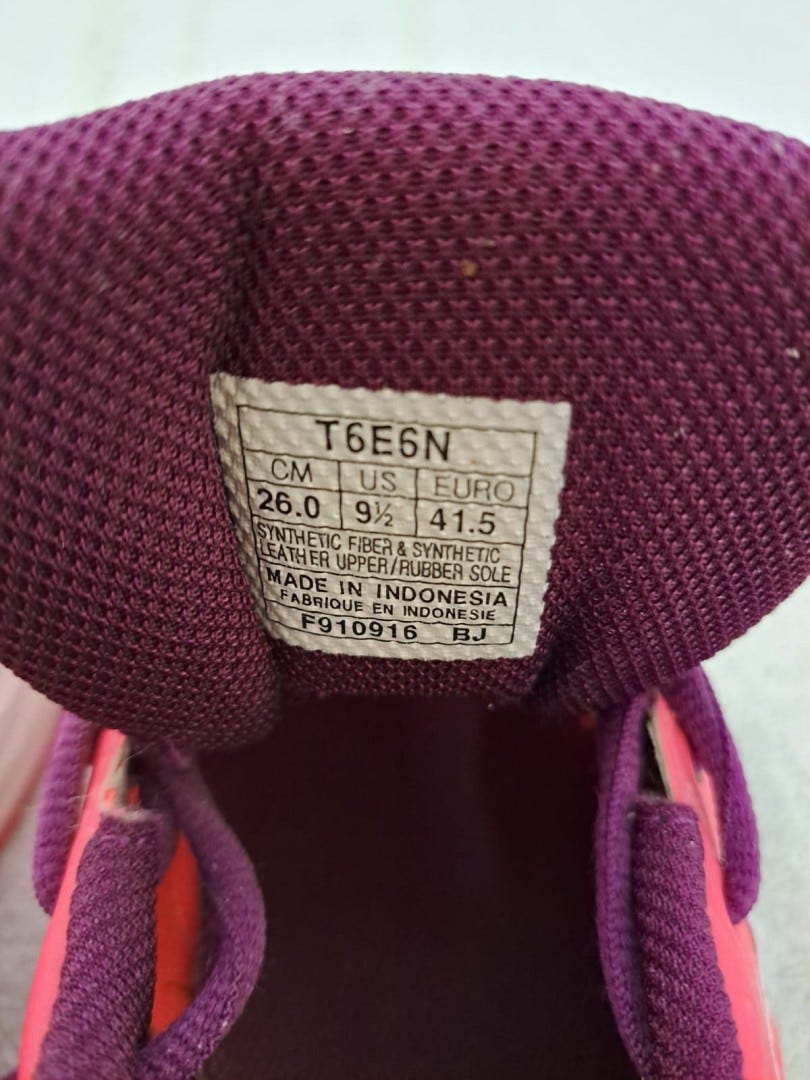 T6E6N
CM US EURO
26.0 9½ 41.5
SYNTHETIC FIBER & SYNTHETIC
LEATHER UPPER/RUBBER SOLE
MADE IN INDONESIA
FABRIQUE EN INDONESIE
F910916 BJ